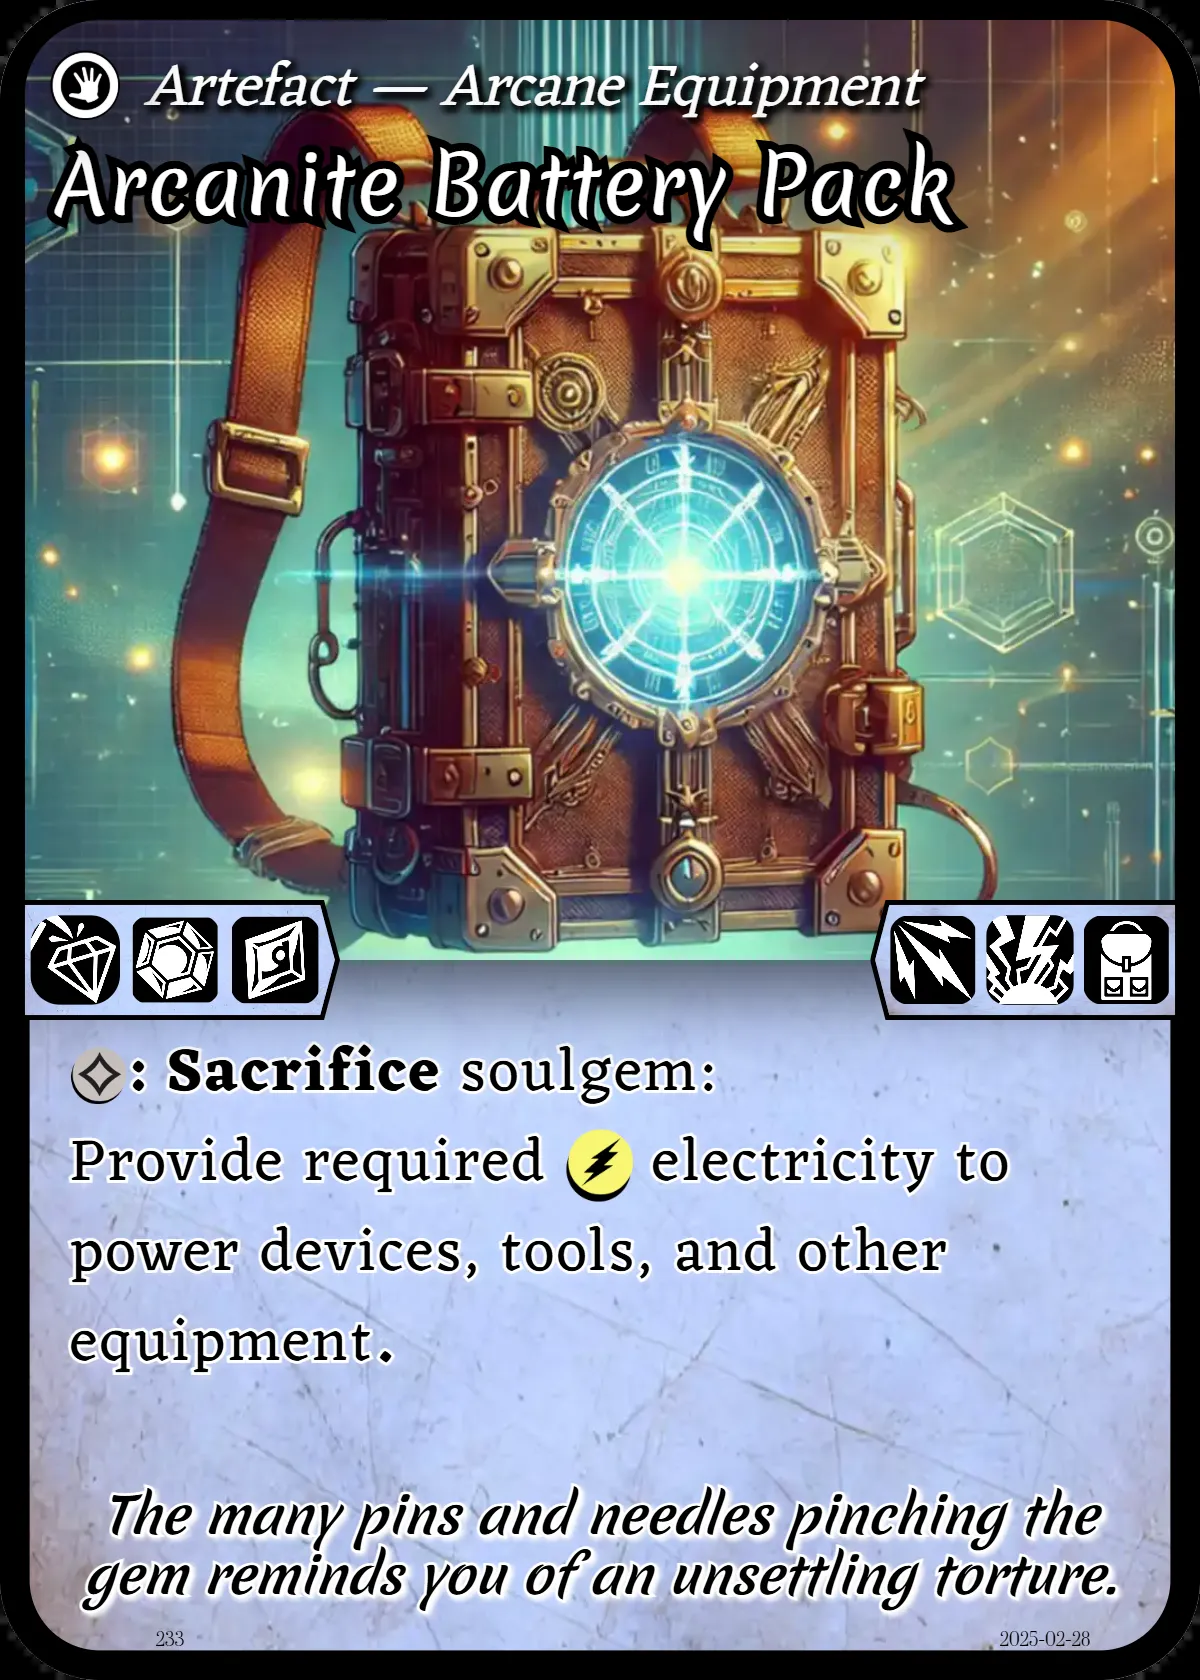 Artefact — Arcane Equipment
Arcanite Battery Pack
: Sacrifice soulgem:
Provide required electricity to
power devices, tools, and other
equipment.
The many pins and needles pinching the
gem reminds you of an unsettling torture.
233
2025-02-28